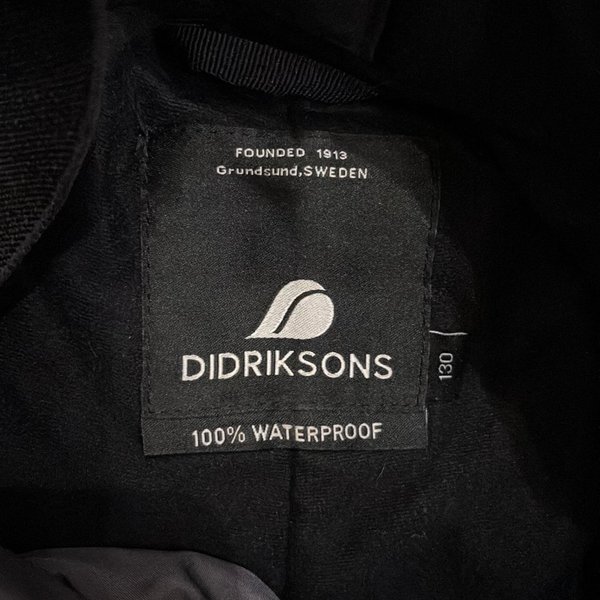 FOUNDED 1913
Grundsund,SWEDEN
DIDRIKSONS
130
100% WATERPROOF